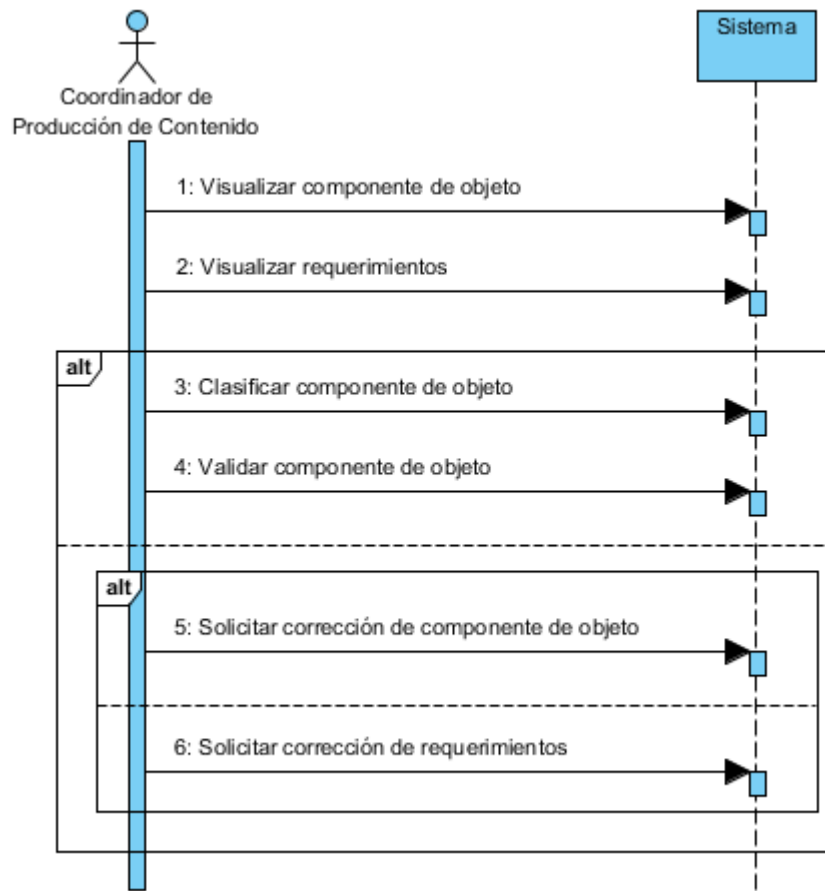 Sistema
Coordinador de
Producción de Contenido
1: Visualizar componente de objeto
2: Visualizar requerimientos
alt
3: Clasificar componente de objeto
4: Validar componente de objeto
alt
5: Solicitar corrección de componente de objeto
6: Solicitar corrección de requerimientos